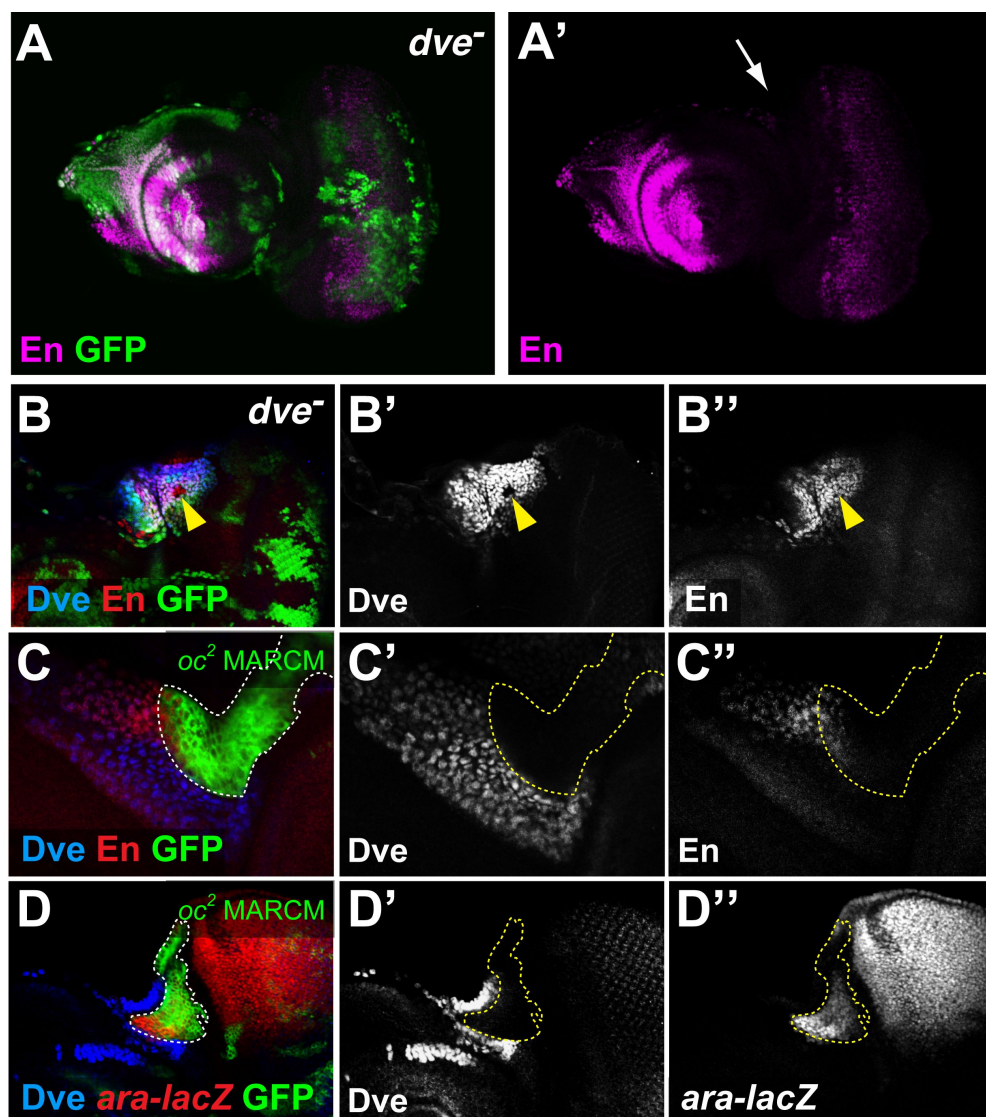 A dve- A’
En GFP En
B dve- B’ B’’
Dve En GFP Dve En
C oc2 MARCM C’ C’’
Dve En GFP Dve En
D oc2 MARCM D’ D’’
Dve ara-lacZ GFP Dve ara-lacZ